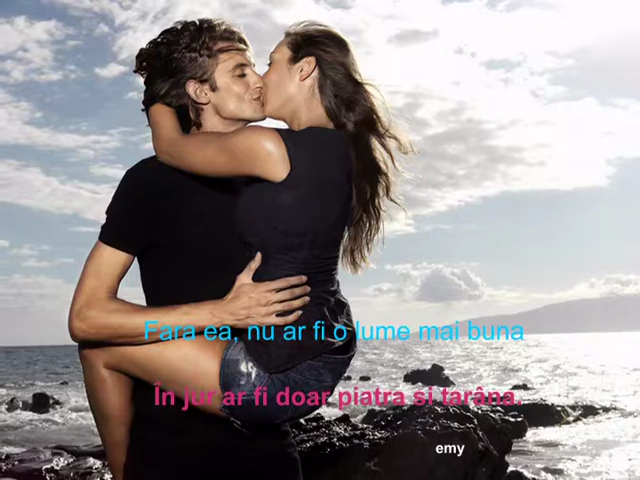 Fara ea, nu ar fi o lume mai buna
În jur ar fi doar piatra si tarâna.
emy